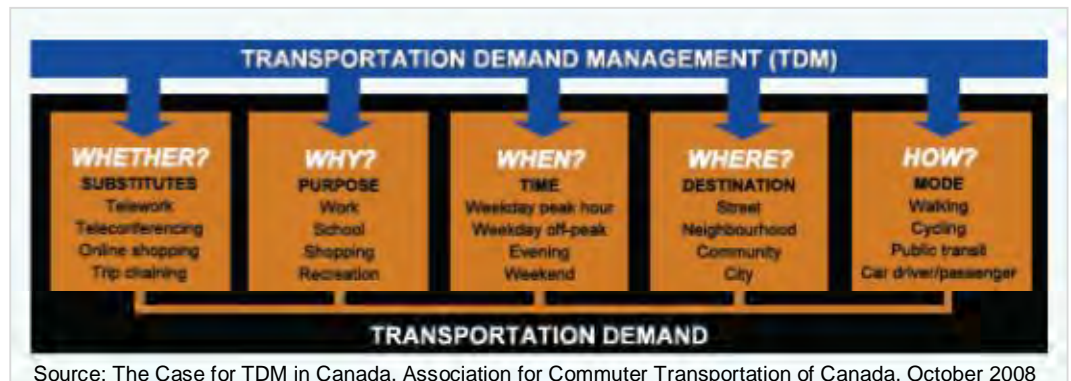 TRANSPORTATION DEMAND MANAGEMENT (TDM)
WHETHER?
SUBSTITUTES
Telework
Teleconferencing
Online shopping
Trip chaining
WHY?
PURPOSE
Work
School
Shopping
Recreation
WHEN?
TIME
Weekday peak hour
Weekday off-peak
Evening
Weekend
WHERE?
DESTINATION
Street
Neighbourhood
Community
City
HOW?
MODE
Walking
Cycling
Public transit
Car driver/passenger
TRANSPORTATION DEMAND
Source: The Case for TDM in Canada, Association for Commuter Transportation of Canada, October 2008